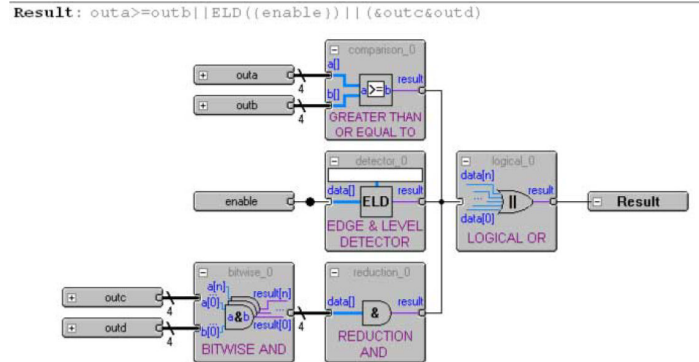 Result: outa>=outb||ELD((enable))||(&outc&outd)
comparison_0
a[] result
outa
4
a>=b
outb
b[]
4
GREATER THAN
OR EQUAL TO
detector_0
logical_0
data[n]
enable
data[] ELD result
... || result
Result
data[0]
EDGE & LEVEL
DETECTOR
LOGICAL OR
bitwise_0
reduction_0
a[n] result[n]
outc
a[0] ...
data[] & result
4
a&b
4
outd
b[0] result[0]
4
BITWISE AND
REDUCTION
AND